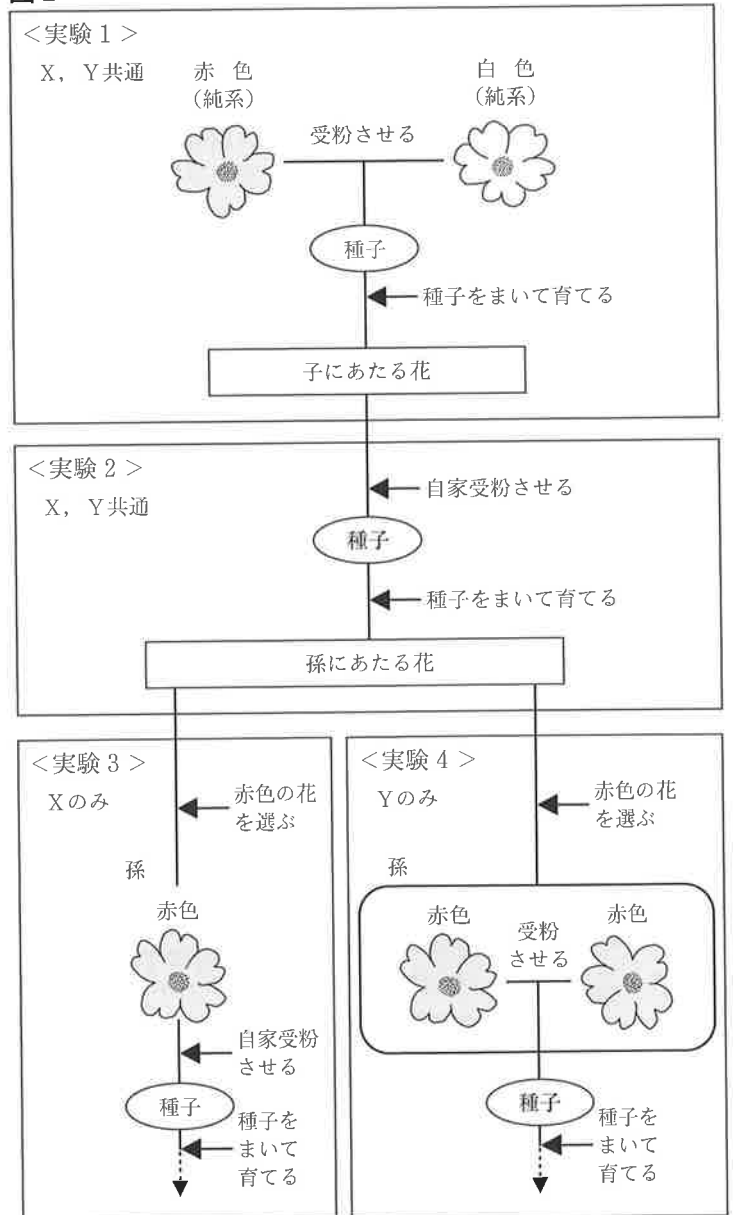 <実験1>
X，Y共通
赤 色
(純系)
白 色
(純系)
受粉させる
種子
種子をまいて育てる
子にあたる花
<実験2>
X，Y共通
自家受粉させる
種子
種子をまいて育てる
孫にあたる花
<実験3>
Xのみ
赤色の花
を選ぶ
孫
赤色
自家受粉
させる
種子
種子を
まいて
育てる
<実験4>
Yのみ
赤色の花
を選ぶ
孫
赤色
受粉
させる
赤色
種子
種子を
まいて
育てる